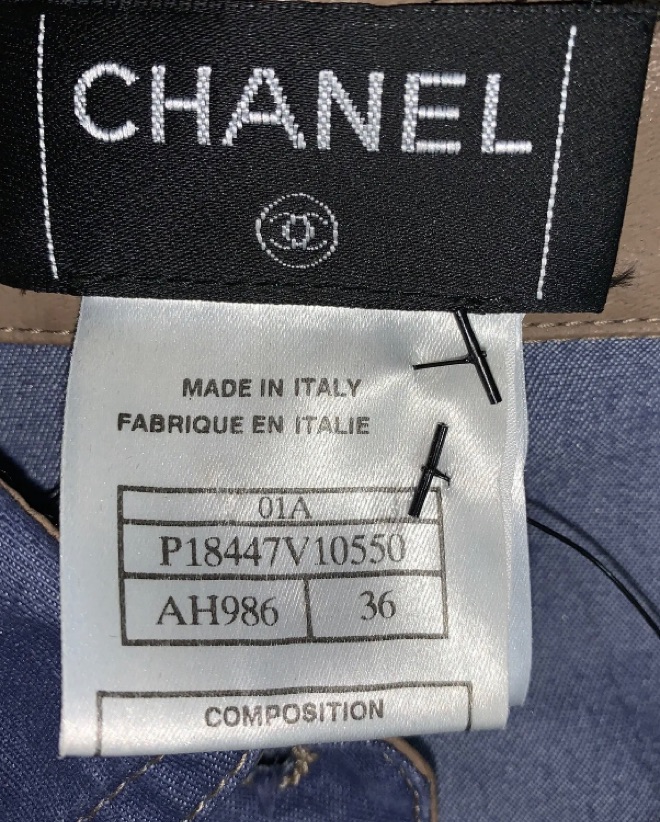 CHANEL
MADE IN ITALY
FABRIQUE EN ITALIE
01A
P18447V10550
AH986 36
COMPOSITION